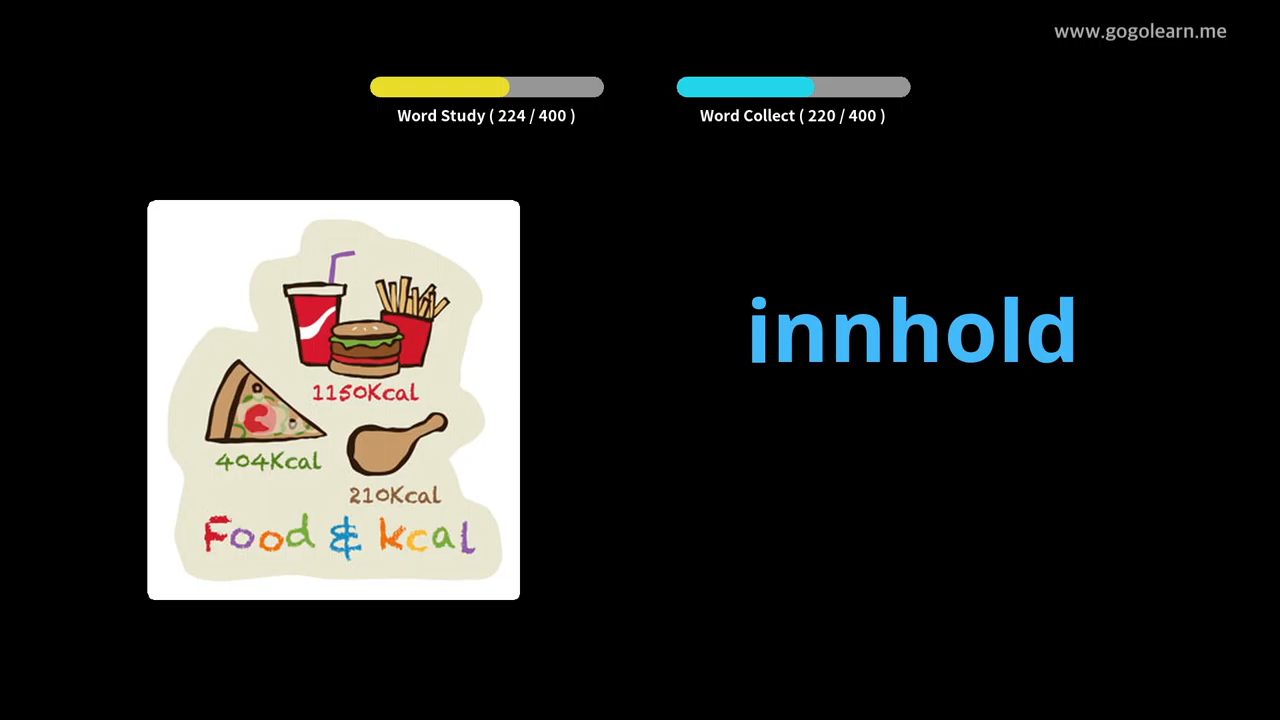 www.gogolearn.me
Word Study ( 224 / 400 )
Word Collect ( 220 / 400 )
innhold
1150Kcal
404Kcal
210Kcal
Food & kcal